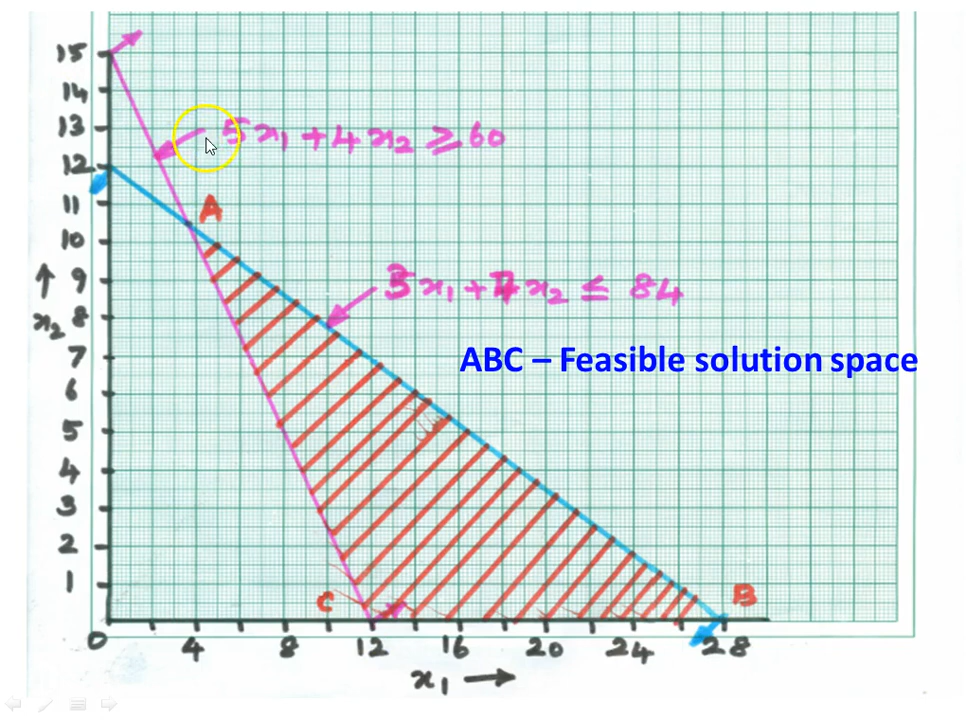 15
14
13
5x₁ + 4x₂ ≥ 60
12
11
A
10
9
3x₁ + 7x₂ ≤ 84
↑
8
x₂
7
ABC – Feasible solution space
6
5
4
3
2
1
C
B
0 4 8 12 16 20 24 28
x₁ →